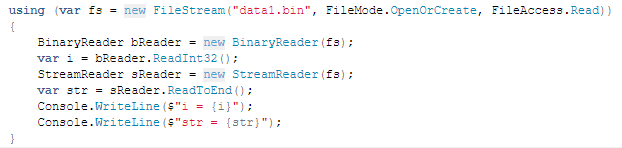 using (var fs = new FileStream("data1.bin", FileMode.OpenOrCreate, FileAccess.Read))
{
    BinaryReader bReader = new BinaryReader(fs);
    var i = bReader.ReadInt32();
    StreamReader sReader = new StreamReader(fs);
    var str = sReader.ReadToEnd();
    Console.WriteLine($"i = {i}");
    Console.WriteLine($"str = {str}");
}